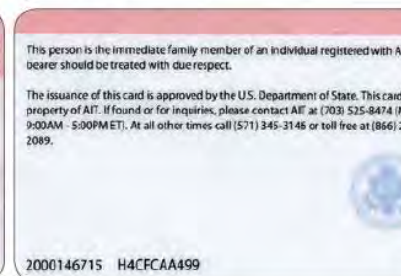 This person is the immediate family member of an individual registered with A
bearer should be treated with due respect.
The issuance of this card is approved by the U.S. Department of State. This card
property of AIT. If found or for inquiries, please contact AIT at (703) 525-8474 (
9:00AM - 5:00PM ET). At all other times call (571) 345-3146 or toll free at (866) 2
2089.
2000146715 H4CFCAA499